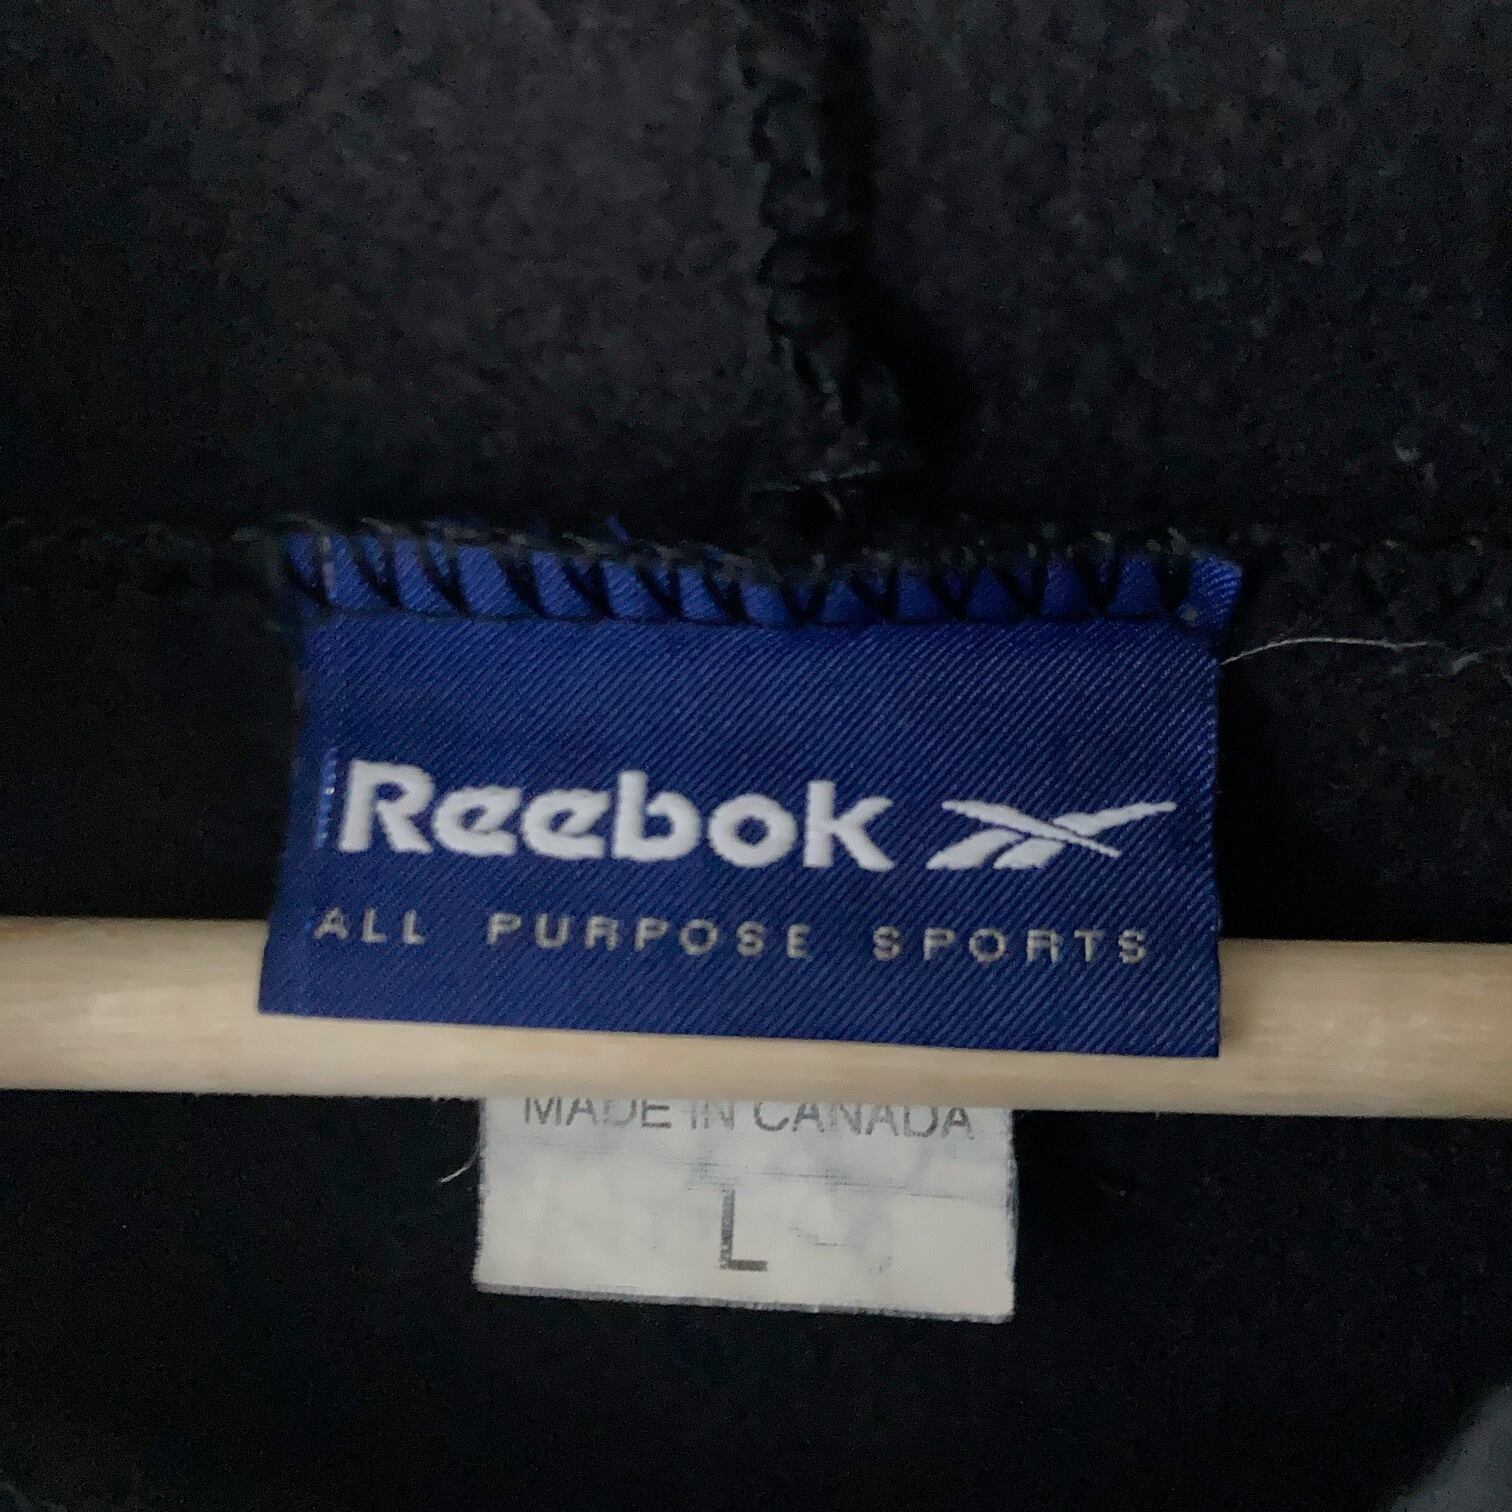 Reebok
ALL PURPOSE SPORTS
MADE IN CANADA
L